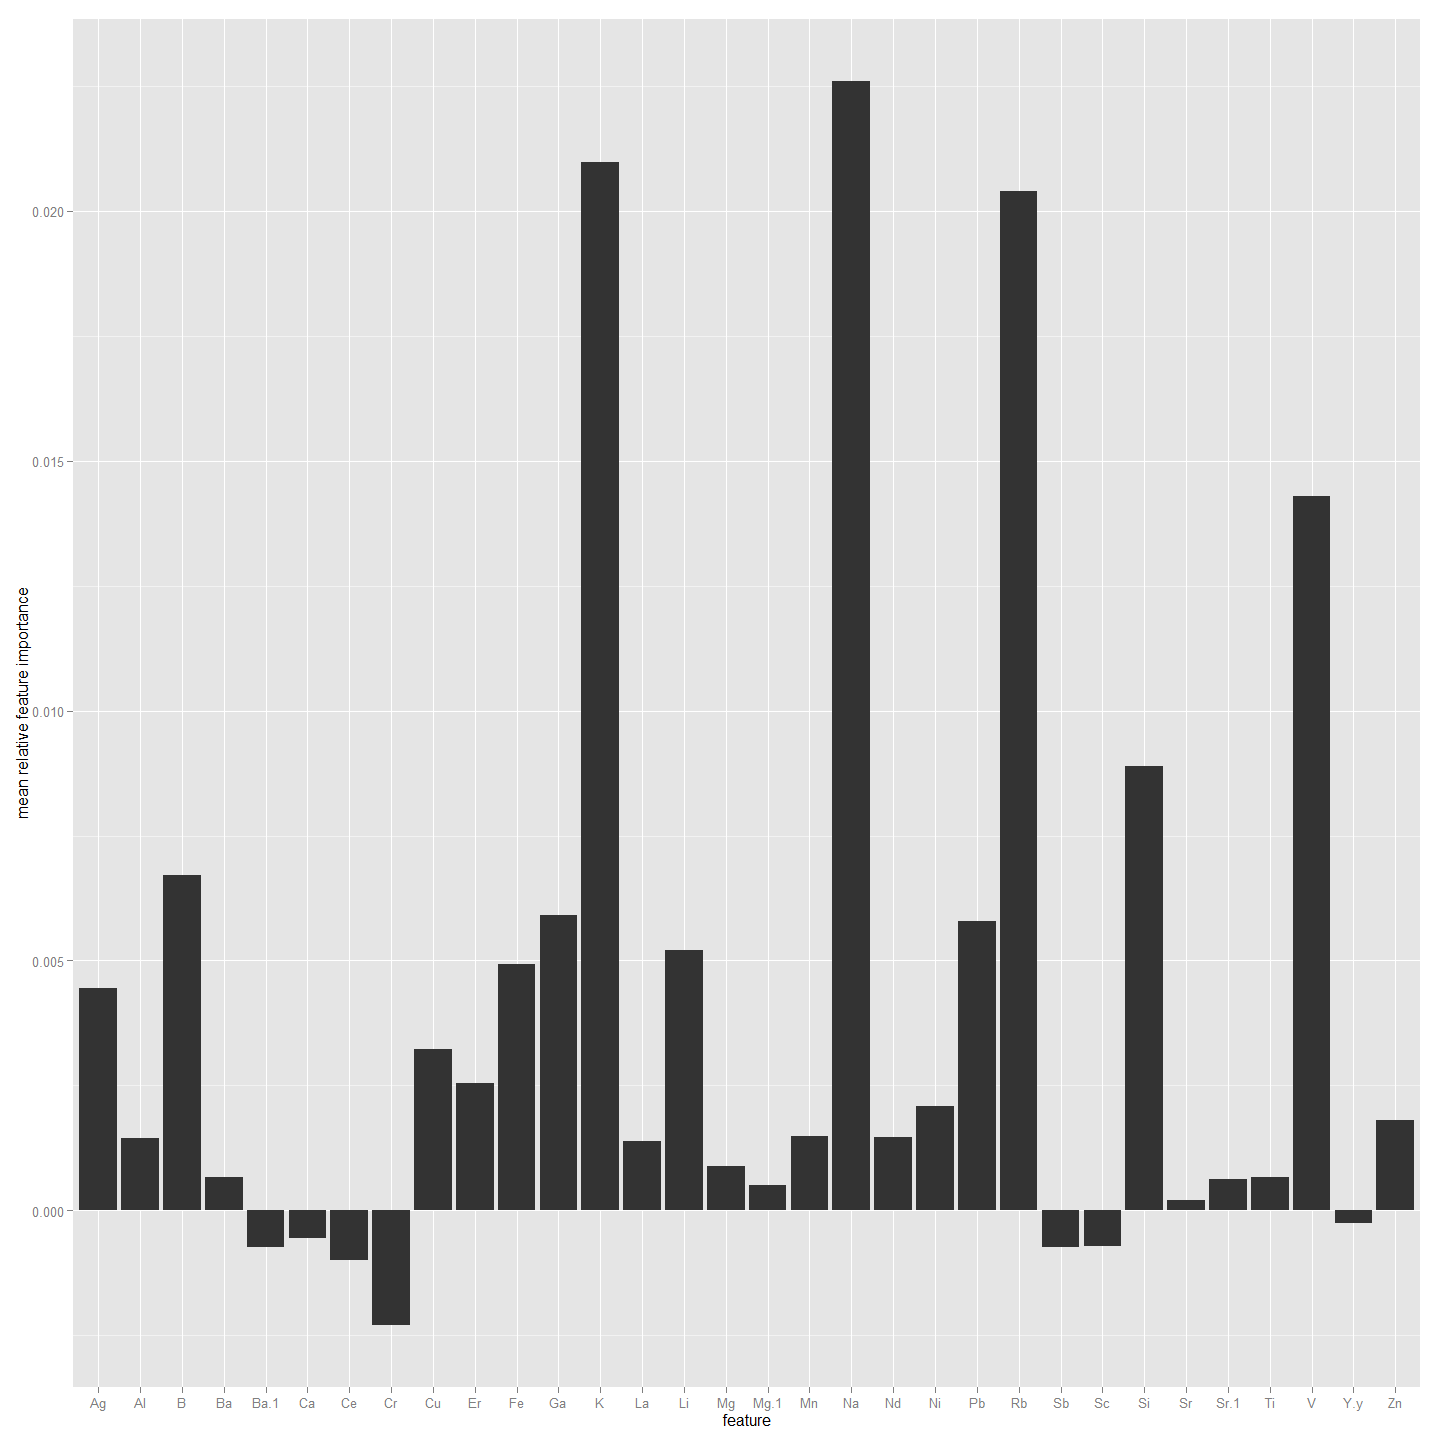 mean relative feature importance
0.020
0.015
0.010
0.005
0.000
Ag Al B Ba Ba.1 Ca Ce Cr Cu Er Fe Ga K La Li Mg Mg.1 Mn Na Nd Ni Pb Rb Sb Sc Si Sr Sr.1 Ti V Y.y Zn
feature